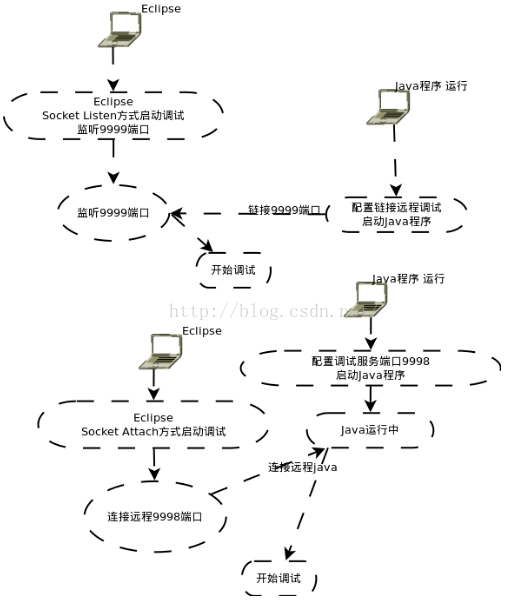 Eclipse
Eclipse
Socket Listen方式启动调试
监听9999端口
Java程序 运行
监听9999端口
链接9999端口
配置链接远程调试
启动Java程序
开始调试
Java程序 运行
http://blog.csdn.n
Eclipse
配置调试服务端口9998
启动Java程序
Eclipse
Socket Attach方式启动调试
Java运行中
连接远程java
连接远程9998端口
开始调试